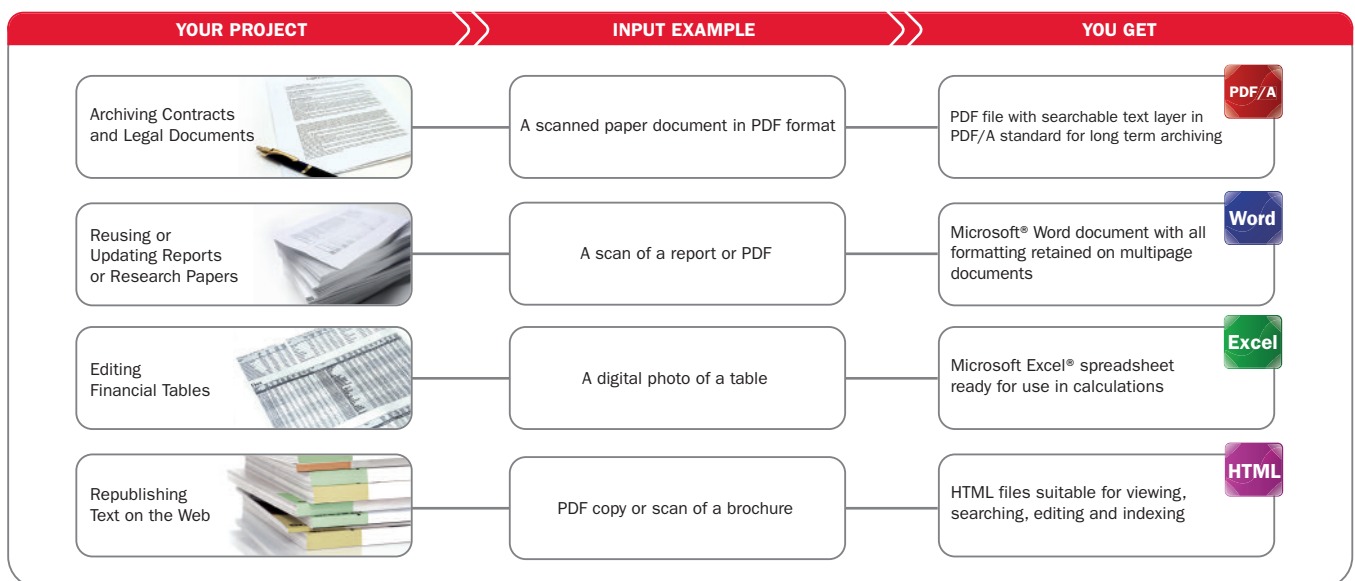 YOUR PROJECT
INPUT EXAMPLE
YOU GET
Archiving Contracts
and Legal Documents
A scanned paper document in PDF format
PDF/A
PDF file with searchable text layer in
PDF/A standard for long term archiving
Reusing or
Updating Reports
or Research Papers
A scan of a report or PDF
Word
Microsoft® Word document with all
formatting retained on multipage
documents
Editing
Financial Tables
A digital photo of a table
Excel
Microsoft Excel® spreadsheet
ready for use in calculations
Republishing
Text on the Web
PDF copy or scan of a brochure
HTML
HTML files suitable for viewing,
searching, editing and indexing